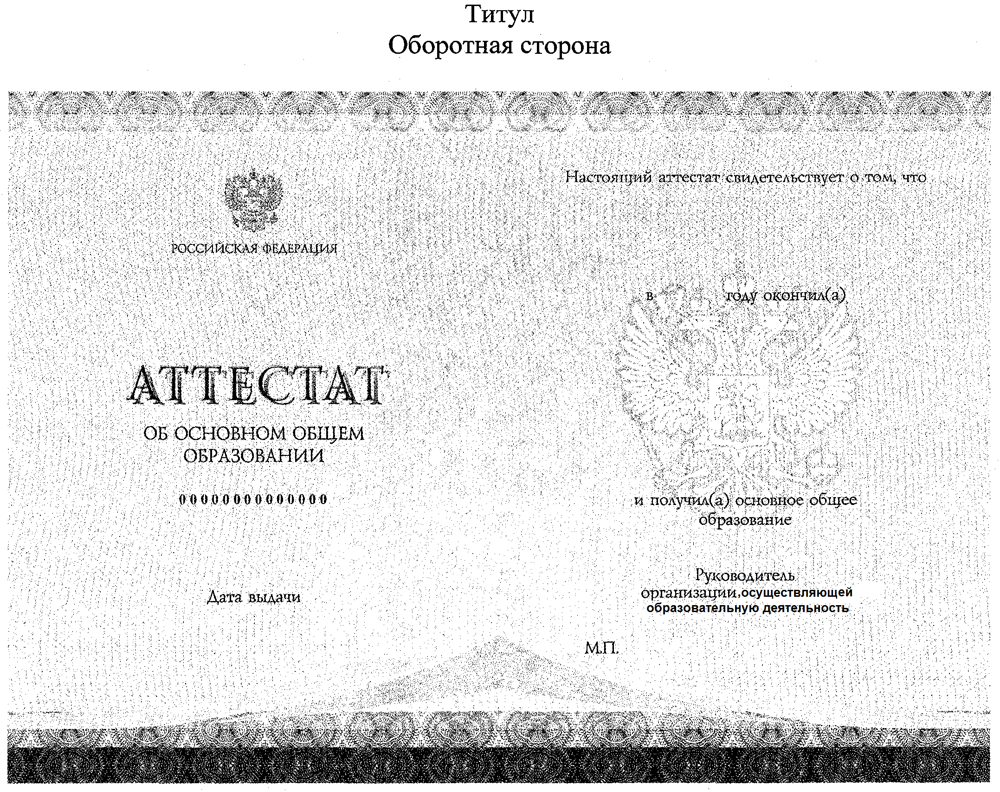 Титул
Оборотная сторона
РОССИЙСКАЯ ФЕДЕРАЦИЯ
АТТЕСТАТ
ОБ ОСНОВНОМ ОБЩЕМ
ОБРАЗОВАНИИ
00000000000000
Дата выдачи
Настоящий аттестат свидетельствует о том, что
в году окончил(а)
и получил(а) основное общее
образование
Руководитель
организации,осуществляющей
образовательную деятельность
М.П.